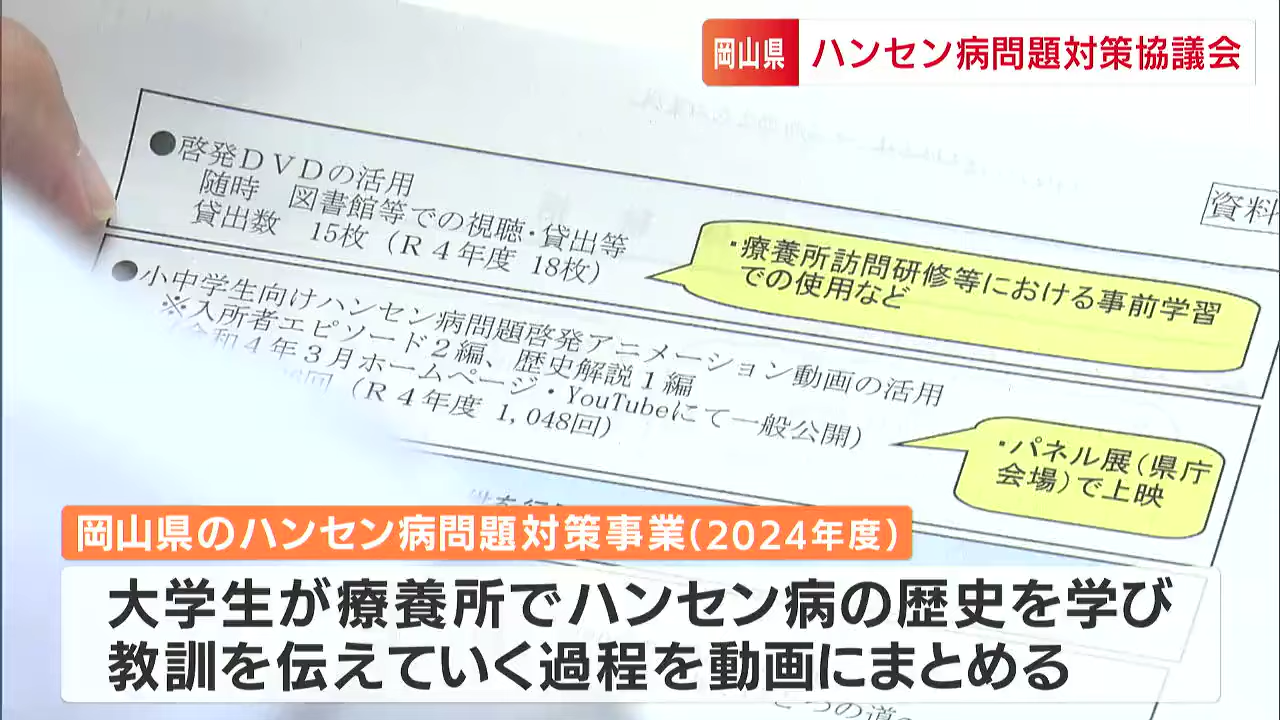 岡山県 ハンセン病問題対策協議会
資料
●啓発ＤＶＤの活用
随時　図書館等での視聴・貸出等
貸出数　15枚（Ｒ４年度 18枚）
・療養所訪問研修等における事前学習
での使用など
●小中学生向けハンセン病問題啓発アニメーション動画の活用
※入所者エピソード２編、歴史解説１編
令和４年３月ホームページ・YouTubeにて一般公開）
回（Ｒ４年度 1,048回）
・パネル展（県庁
会場）で上映
岡山県のハンセン病問題対策事業(2024年度)
大学生が療養所でハンセン病の歴史を学び
教訓を伝えていく過程を動画にまとめる